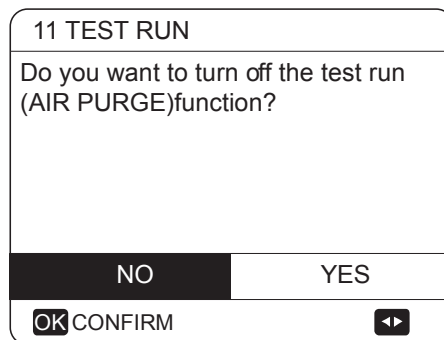 11 TEST RUN
Do you want to turn off the test run
(AIR PURGE)function?
NO YES
OK CONFIRM